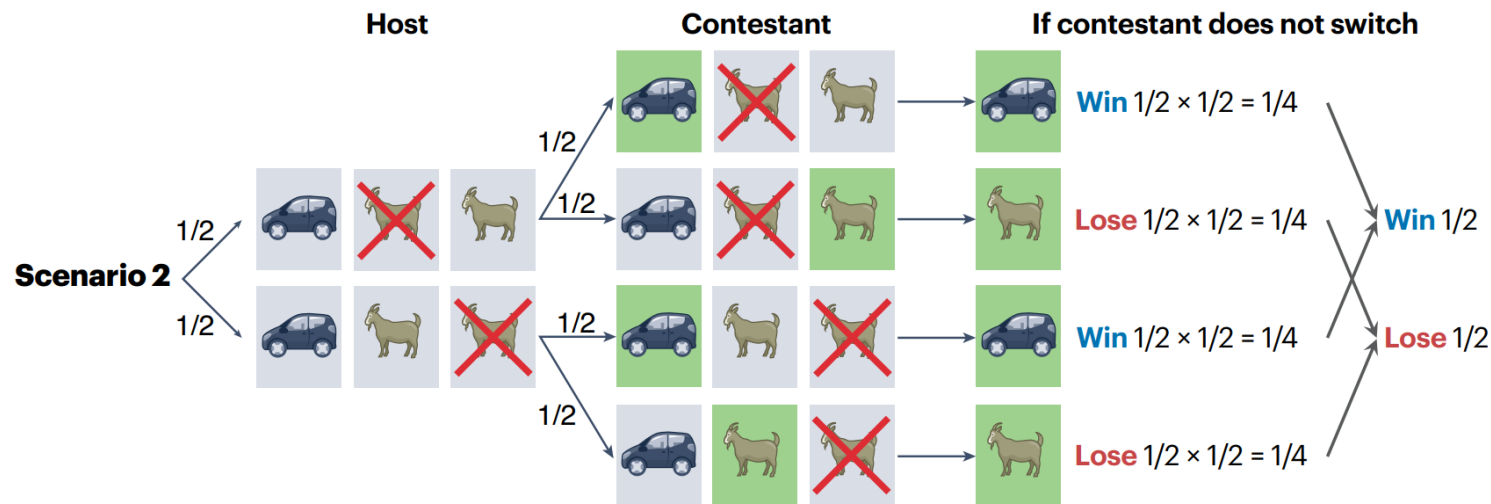 Host
Contestant
If contestant does not switch
Win 1/2 × 1/2 = 1/4
1/2
1/2
1/2
Lose 1/2 × 1/2 = 1/4
Win 1/2
Scenario 2
1/2
1/2
Win 1/2 × 1/2 = 1/4
Lose 1/2
1/2
Lose 1/2 × 1/2 = 1/4